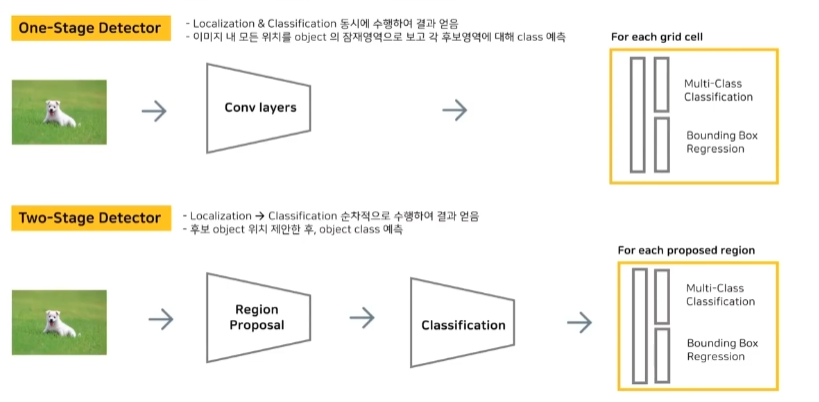 One-Stage Detector
- Localization & Classification 동시에 수행하여 결과 얻음
- 이미지 내 모든 위치를 object 의 잠재영역으로 보고 각 후보영역에 대해 class 예측
For each grid cell
Conv layers
Multi-Class
Classification
Bounding Box
Regression
Two-Stage Detector
- Localization → Classification 순차적으로 수행하여 결과 얻음
- 후보 object 위치 제안한 후, object class 예측
For each proposed region
Region
Proposal
Classification
Multi-Class
Classification
Bounding Box
Regression